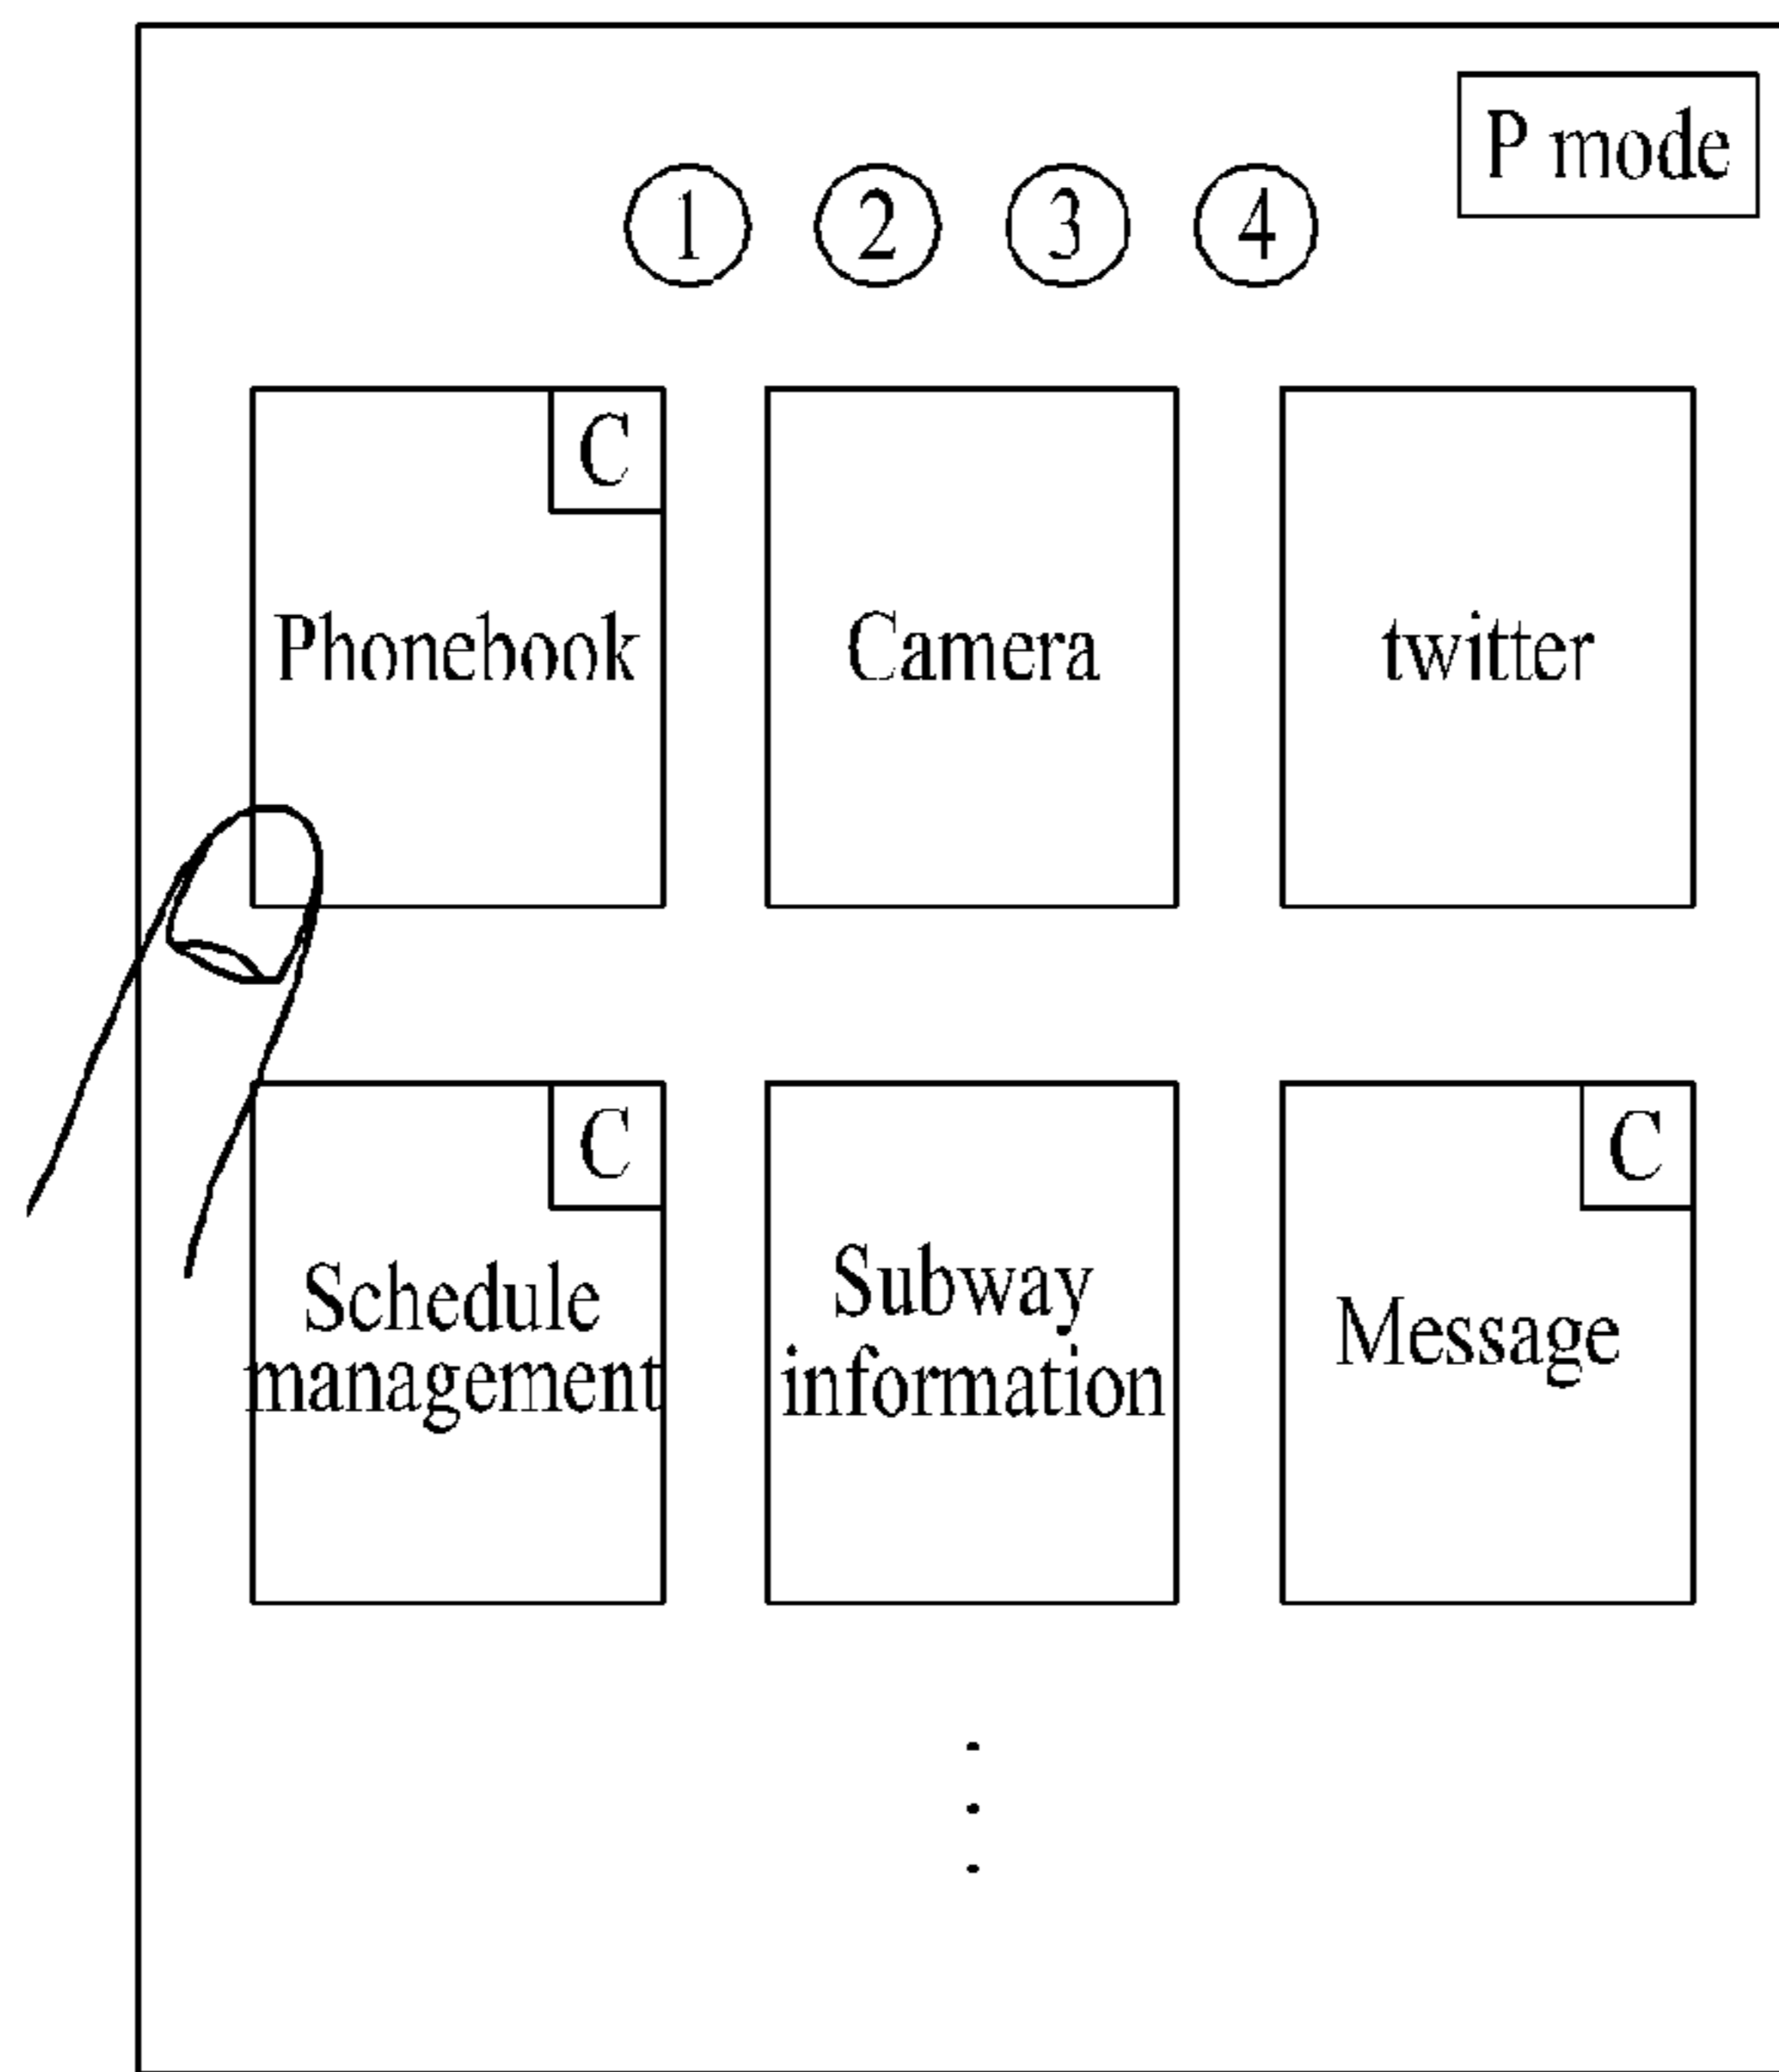 P mode
1 2 3 4
C
Phonebook
Camera
twitter
C
Schedule
management
Subway
information
C
Message